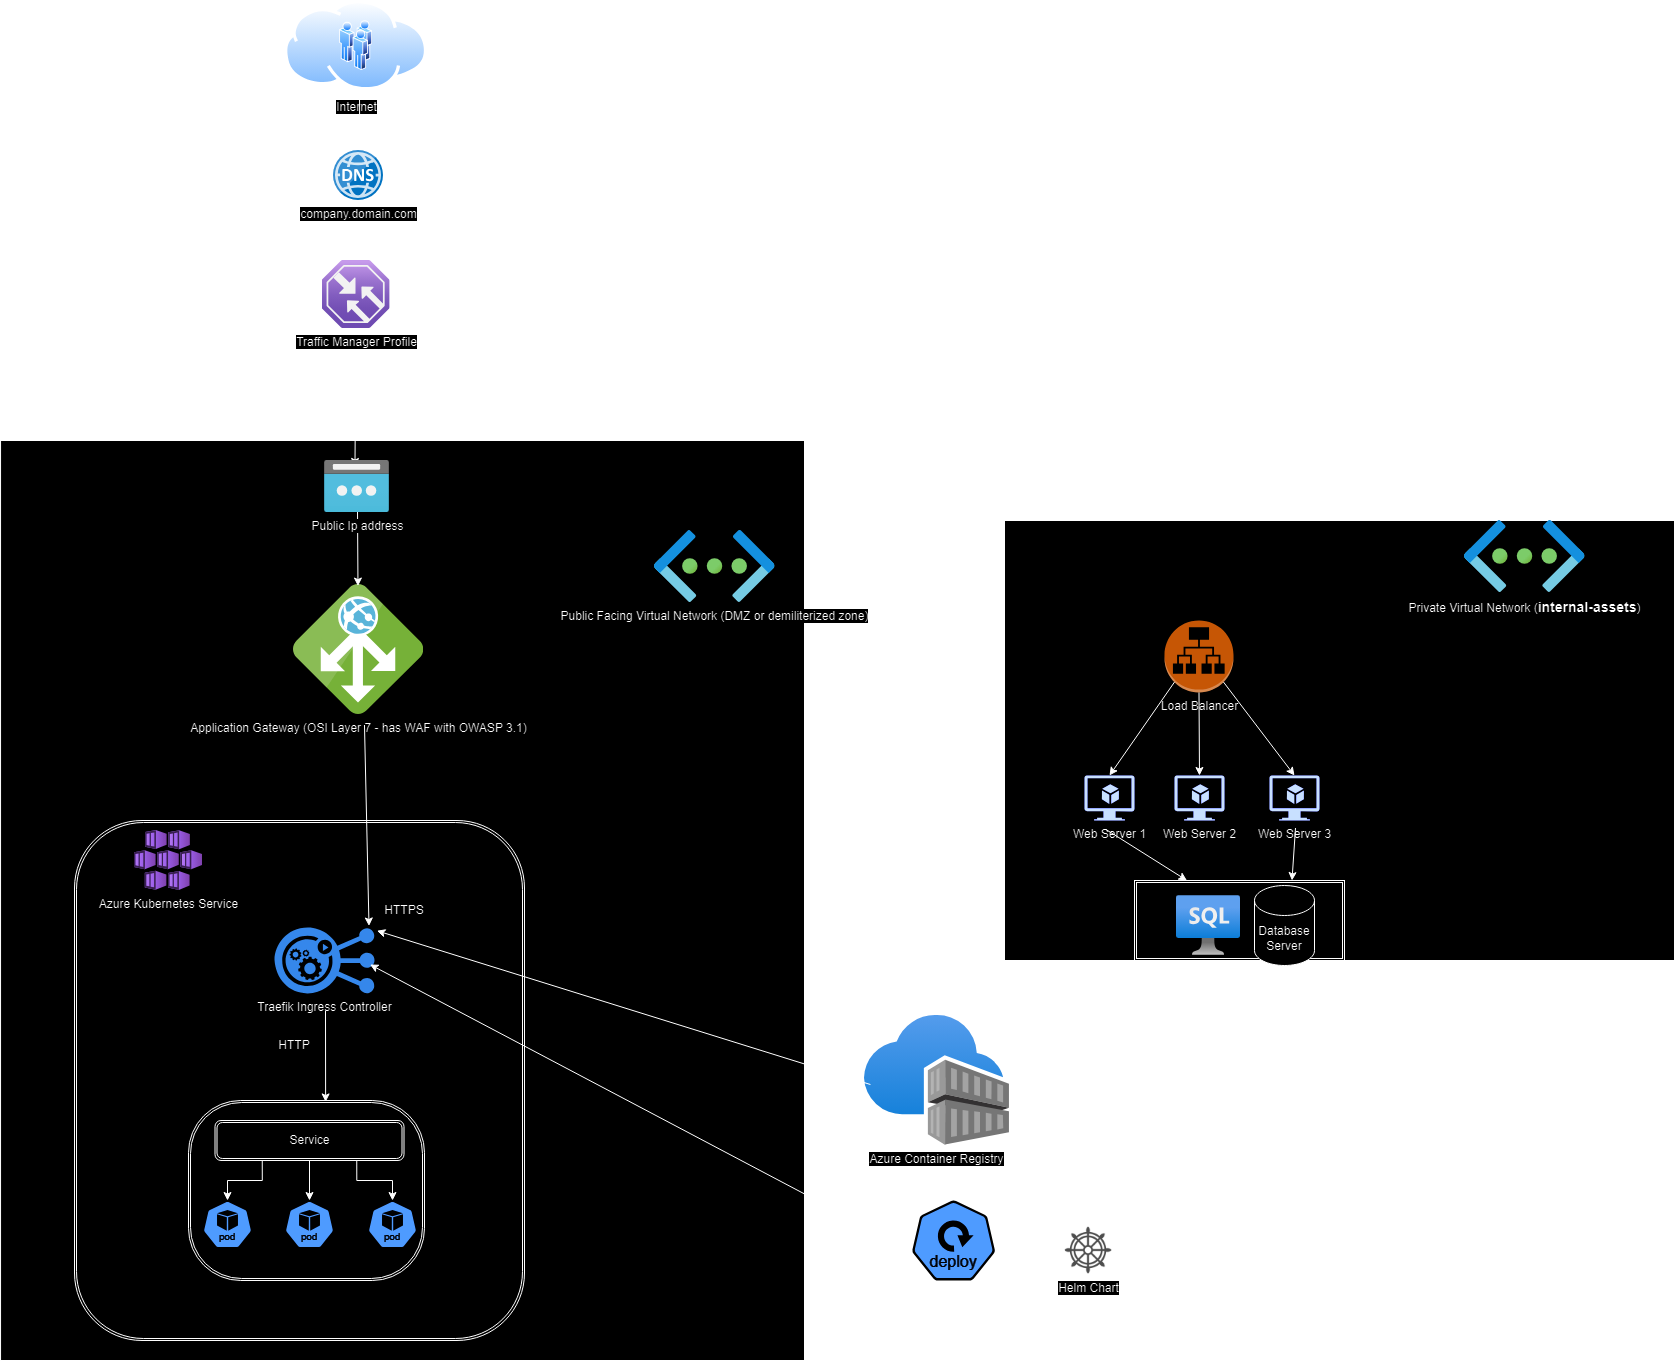 Internet
DNS
company.domain.com
Traffic Manager Profile
Public Ip address
Public Facing Virtual Network (DMZ or demiliterized zone)
Application Gateway (OSI Layer 7 - has WAF with OWASP 3.1)
Azure Kubernetes Service
HTTPS
Traefik Ingress Controller
HTTP
Service
pod
pod
pod
Private Virtual Network (internal-assets)
Load Balancer
Web Server 1
Web Server 2
Web Server 3
SQL
Database
Server
Azure Container Registry
deploy
Helm Chart